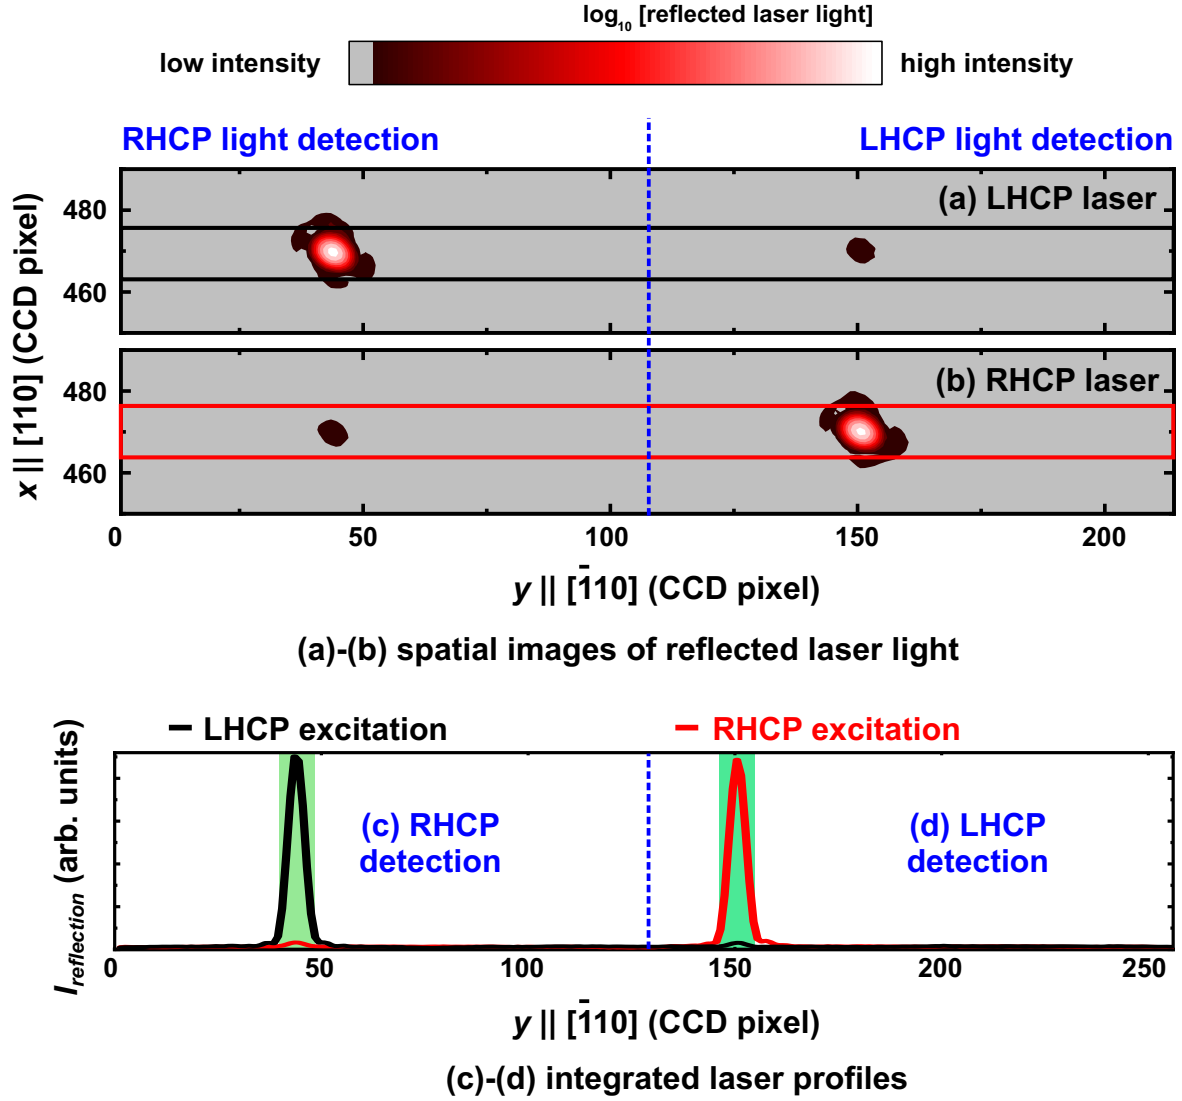 log₁₀ [reflected laser light]
low intensity
high intensity
RHCP light detection
LHCP light detection
(a) LHCP laser
480
460
(b) RHCP laser
480
460
x || [110] (CCD pixel)
0 50 100 150 200
y || [1̄10] (CCD pixel)
(a)-(b) spatial images of reflected laser light
LHCP excitation
RHCP excitation
(c) RHCP
detection
(d) LHCP
detection
I_reflection (arb. units)
0 50 100 150 200 250
y || [1̄10] (CCD pixel)
(c)-(d) integrated laser profiles